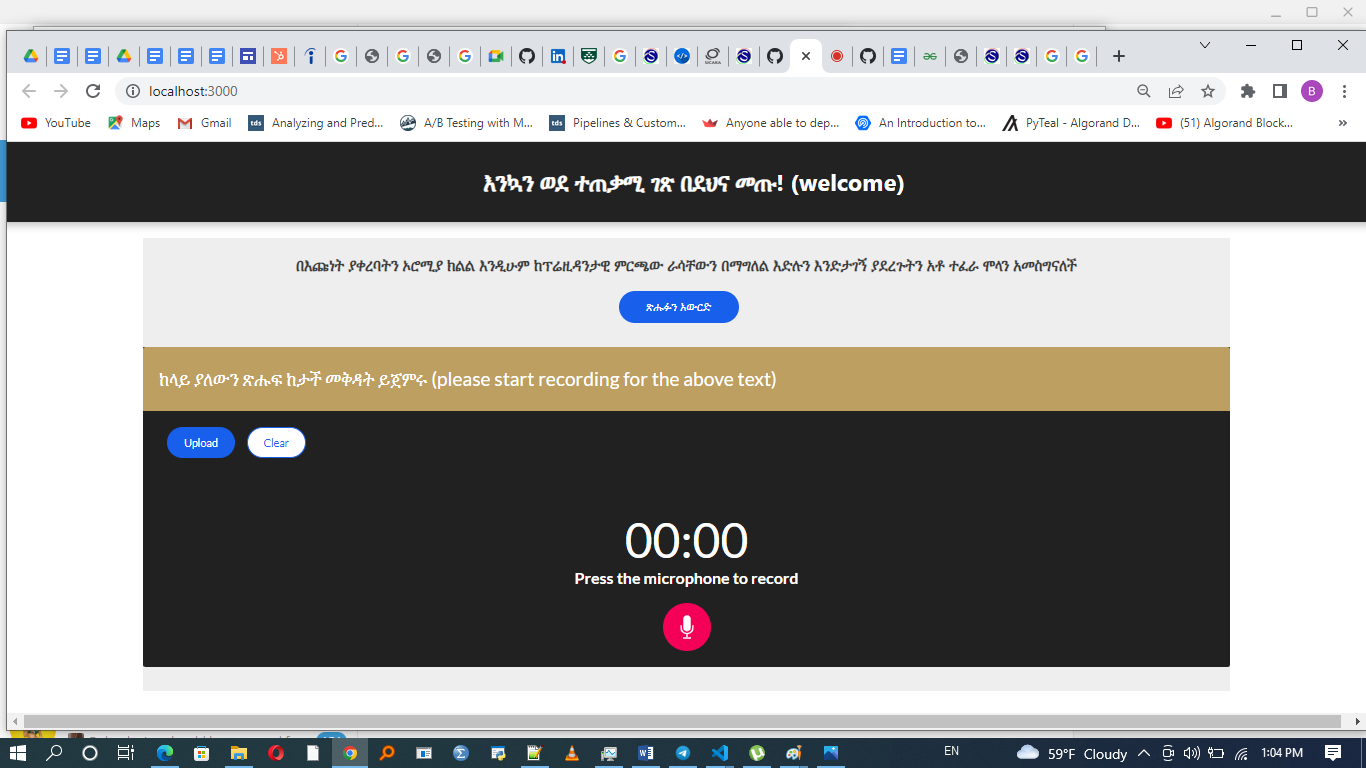 localhost:3000
YouTube
Maps
Gmail
Analyzing and Pred...
A/B Testing with M...
Pipelines & Custom...
Anyone able to dep...
An Introduction to...
PyTeal - Algorand D...
(51) Algorand Block...
እንኳን ወደ ተጠቃሚ ገጽ በደህና መጡ! (welcome)
በእጩነት ያቀረባትን ኦሮሚያ ክልል እንዲሁም ከፕሬዚዳንታዊ ምርጫው ራሳቸውን በማግለል እድሉን እንድታገኝ ያደረጉትን አቶ ተፈራ ሞላን አመስግናለች
ጽሑፉን አውርድ
ከላይ ያለውን ጽሑፍ ከታች መቅዳት ይጀምሩ (please start recording for the above text)
Upload
Clear
00:00
Press the microphone to record
EN
59°F Cloudy
1:04 PM